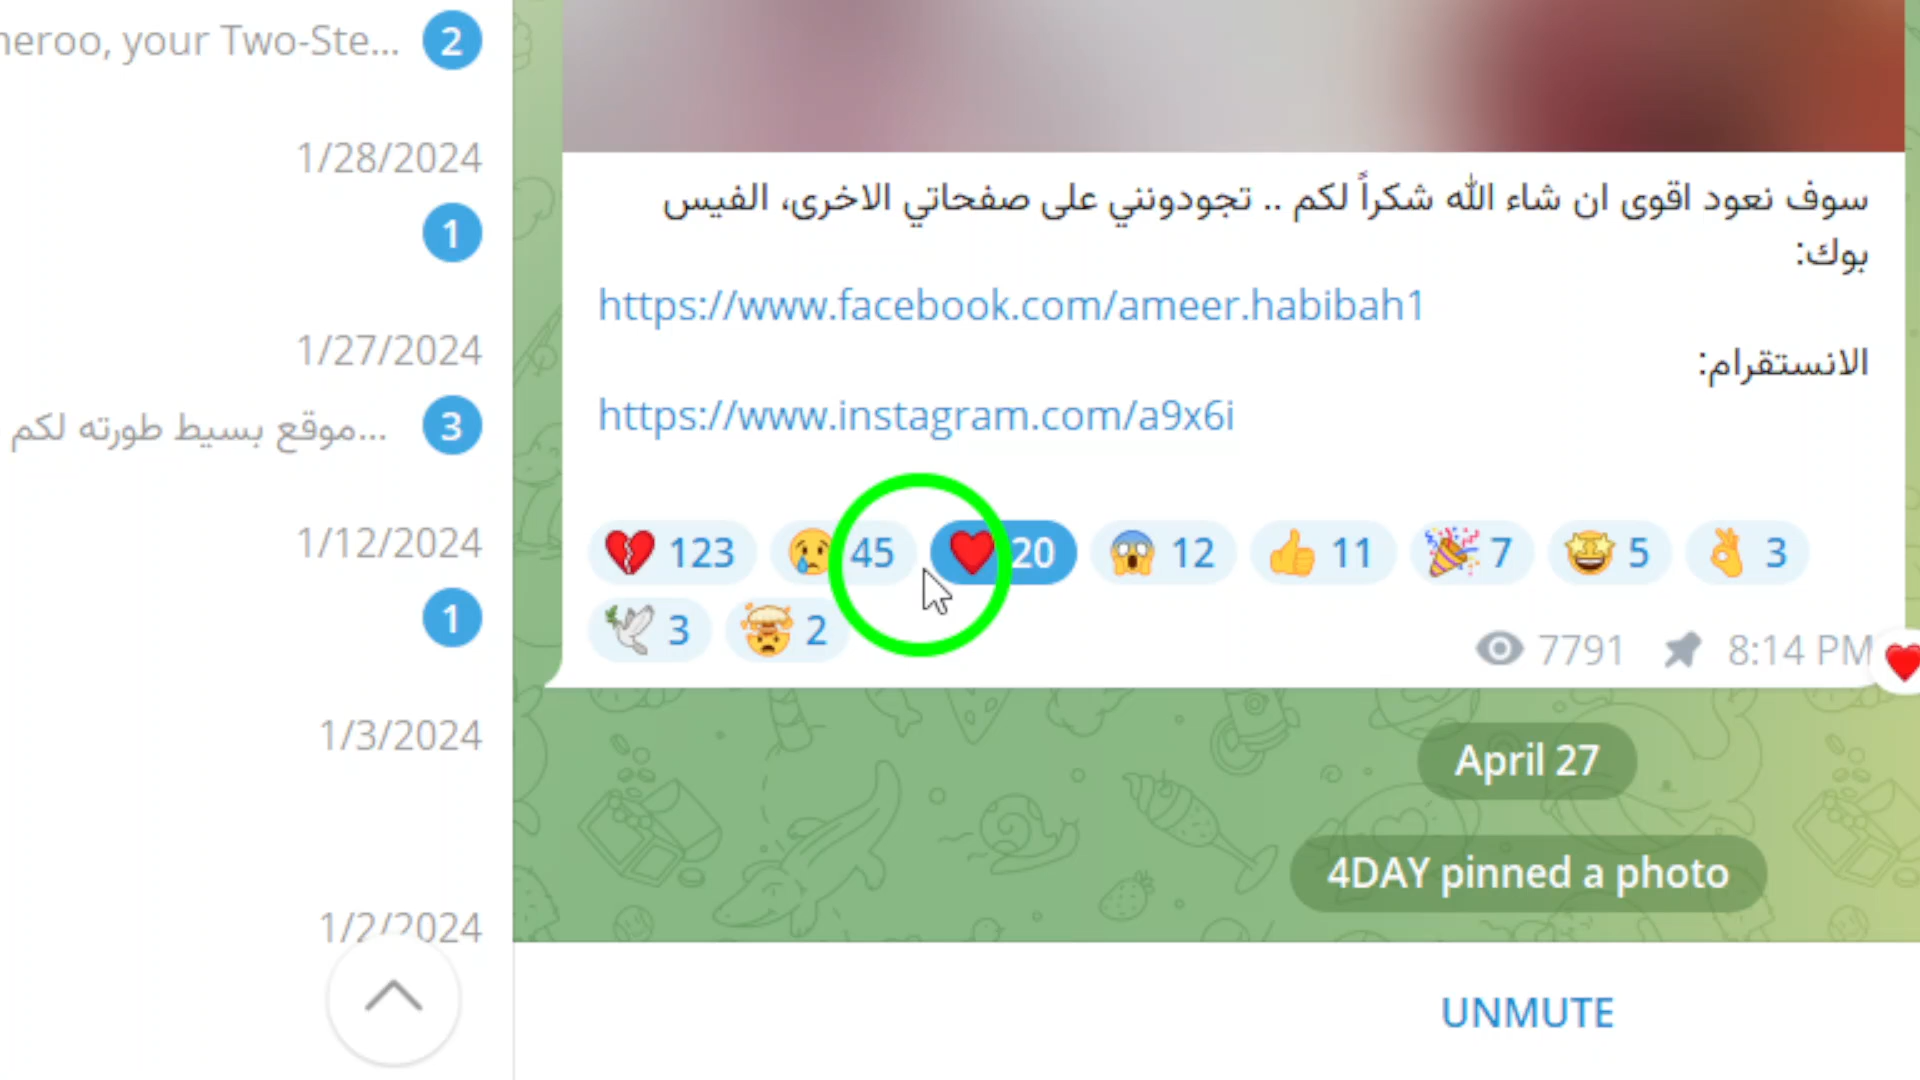 neroo, your Two-Ste...
2
1/28/2024
1
1/27/2024
موقع بسيط طورته لكم...
3
1/12/2024
1
1/3/2024
1/2/2024
سوف نعود اقوى ان شاء الله شكراً لكم .. تجودونني على صفحاتي الاخرى، الفيس
بوك:
https://www.facebook.com/ameer.habibah1
الانستقرام:
https://www.instagram.com/a9x6i
123 45 20 12 11 7 5 3
3 2
7791 8:14 PM
April 27
4DAY pinned a photo
UNMUTE